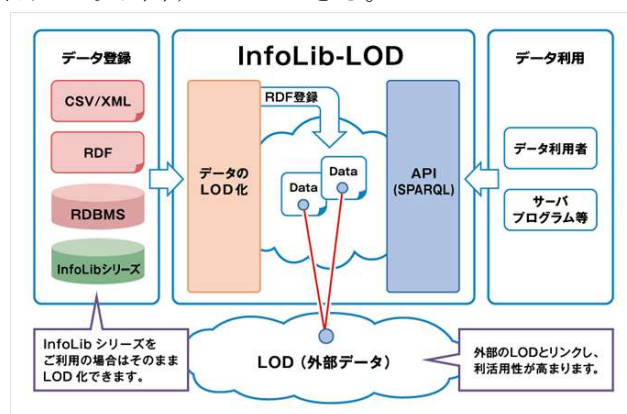 データ登録
CSV/XML
RDF
RDBMS
InfoLibシリーズ
InfoLib シリーズを
ご利用の場合はそのまま
LOD 化できます。
InfoLib-LOD
RDF登録
データの
LOD化
Data
Data
API
(SPARQL)
LOD（外部データ）
データ利用
データ利用者
サーバ
プログラム等
外部のLODとリンクし、
利活用性が高まります。